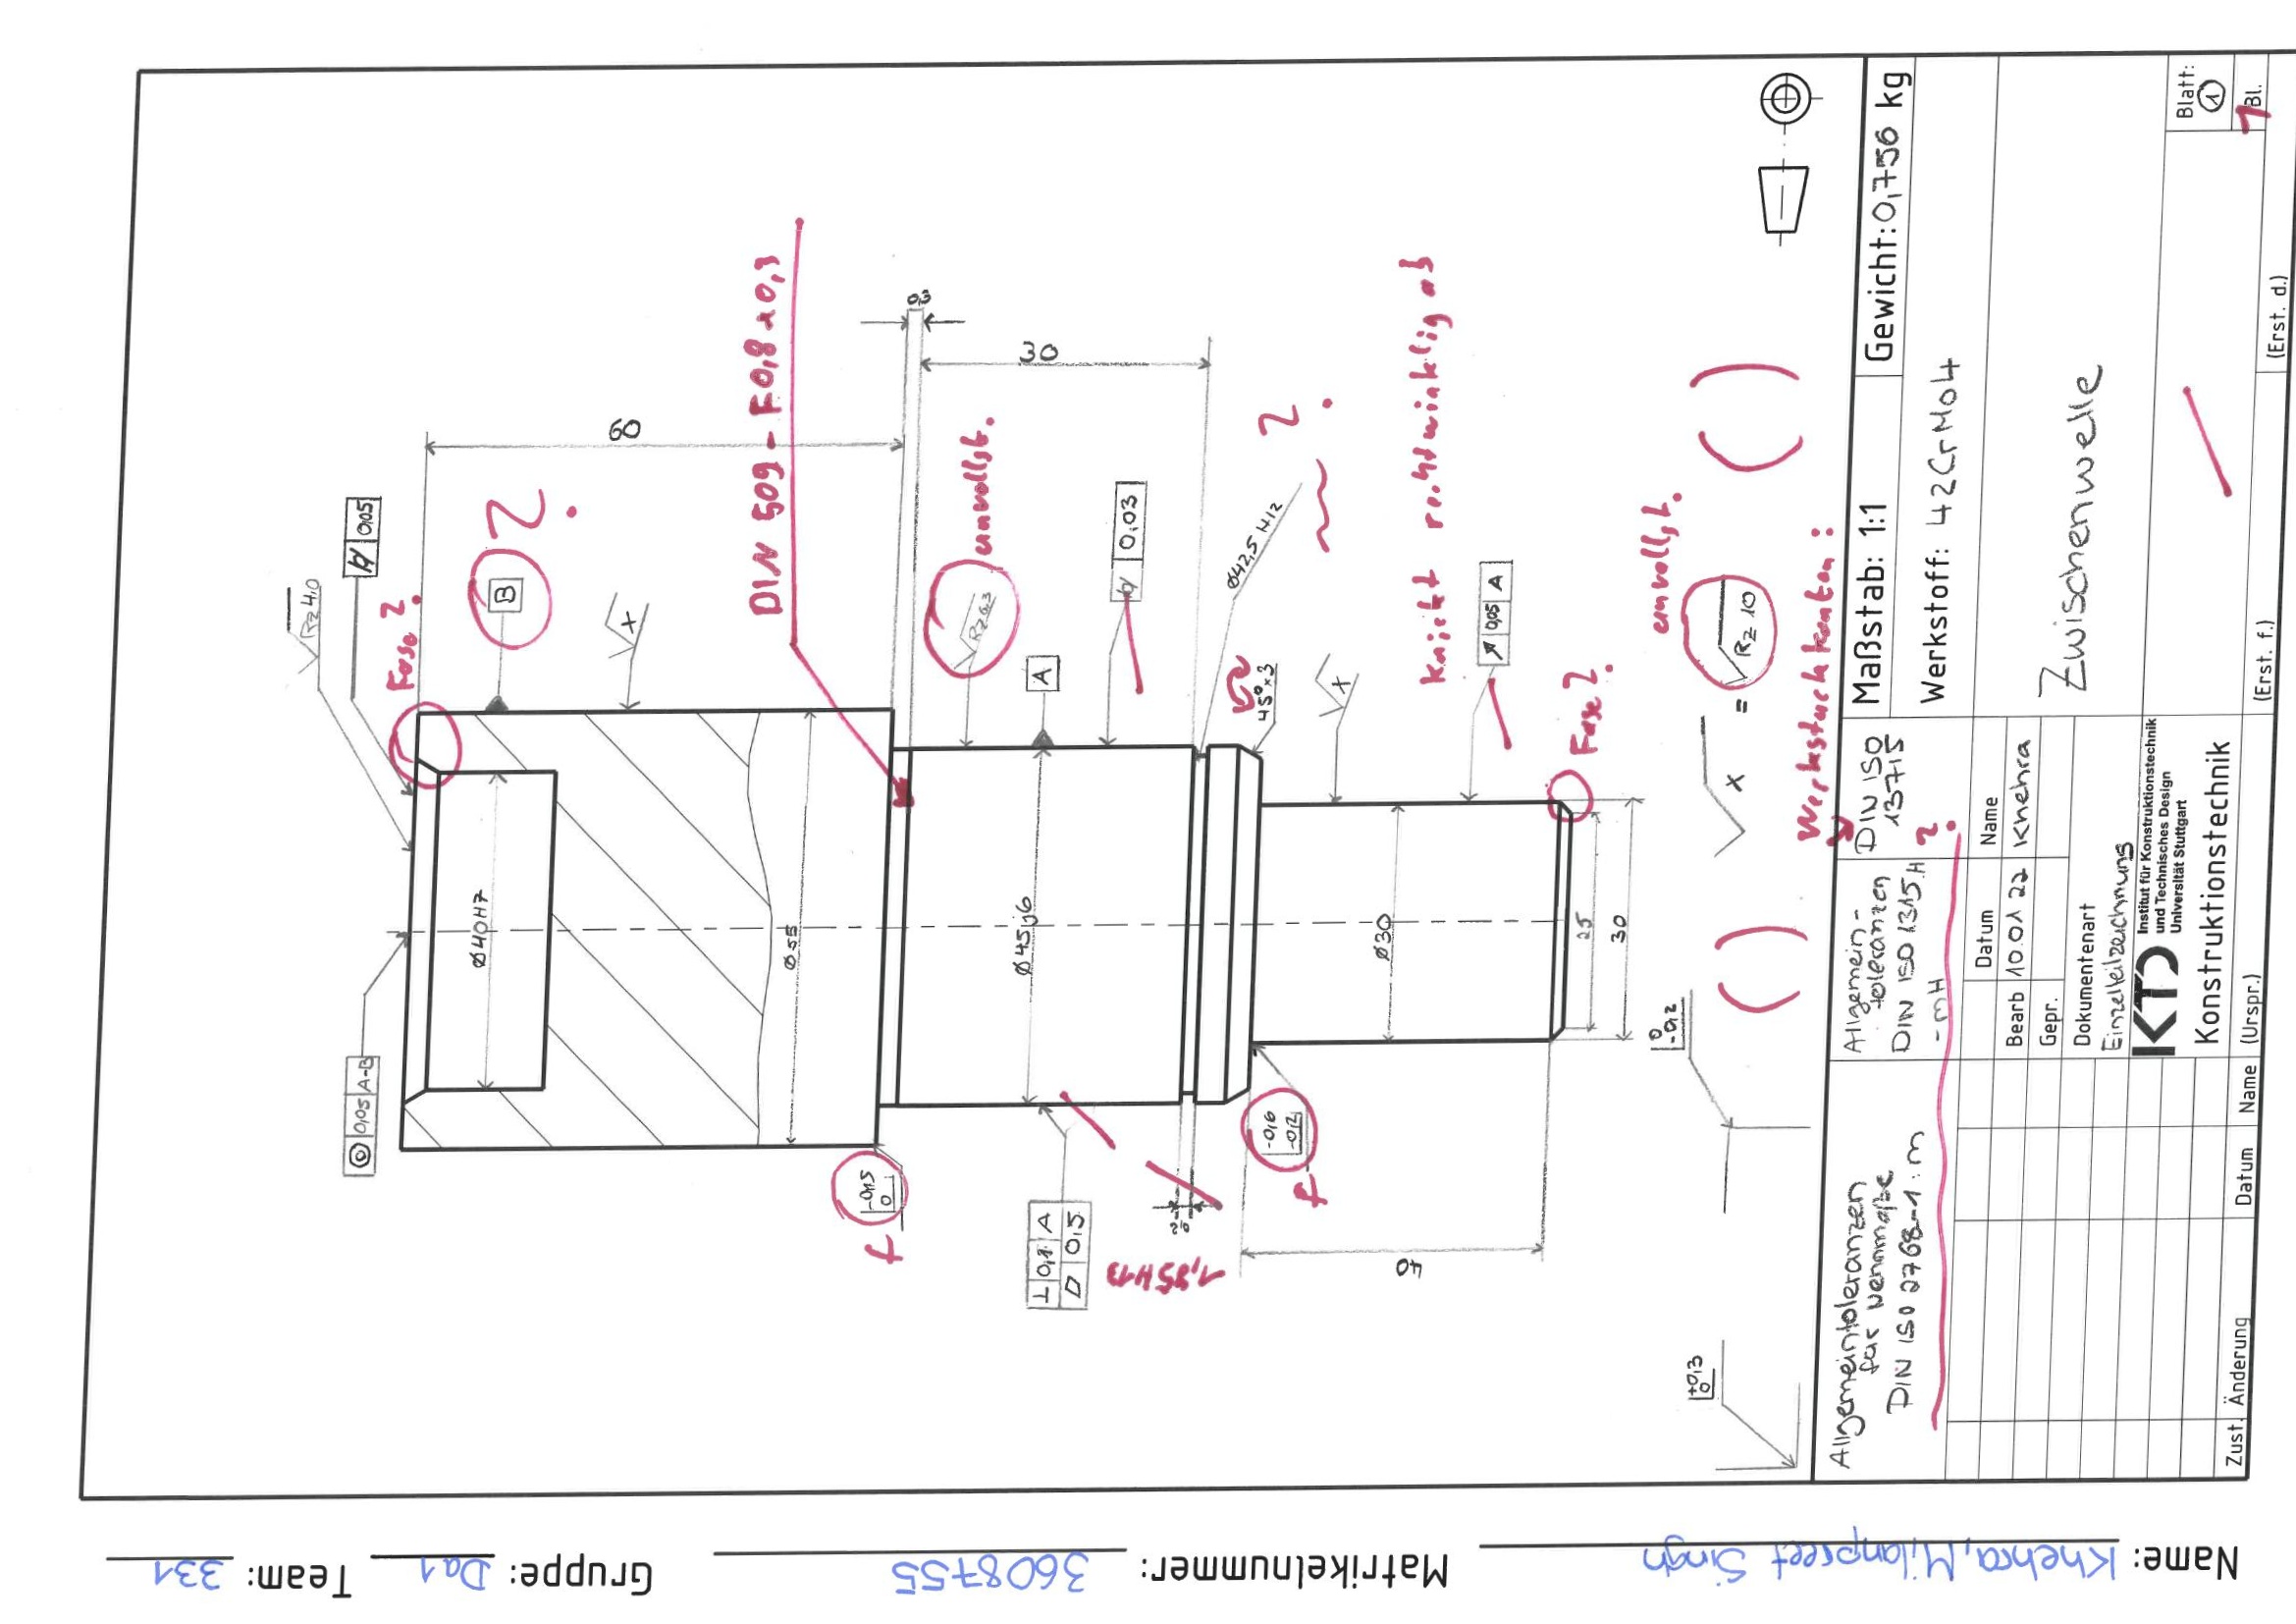 Rz 4,0
⌭ 0,05
Fase ?
60
B
?
x
DIN 509 - F0,8 x 0,3
0,3
30
Rz 6,3
unvollst.
A
⌭ 0,03
Ø42,5 H12
?
45°x3
x
knickt rechtwinklig ab
↗ 0,05 A
Fase ?
◎ 0,05 A-B
Ø40H7
Ø55
Ø45j6
Ø30
25
30
-0,15
0
f
⊥ 0,1 A
0,5
1,85H13
-0,6
-0,2
f
40
+0,3
0
0
-0,2
x = Rz 10
unvollst.
( )
( )
Werkstückkanten:
Allgemeintoleranzen
für Nennmaße
DIN ISO 2768-1:m
Allgemein-
toleranzen
DIN ISO 1315.H
- mH
?
DIN ISO
13715
Maßstab: 1:1
Gewicht: 0,756 kg
Werkstoff: 42CrMo4
Datum
Name
Bearb
10.01.22
Khehra
Gepr.
Dokumentenart
Einzelteilzeichnung
Zwischenwelle
KTD
Institut für Konstruktionstechnik
und Technisches Design
Universität Stuttgart
Konstruktionstechnik
Blatt:
1
1 Bl.
Zust.
Änderung
Datum
Name
(Urspr.)
(Erst. f.)
(Erst. d.)
Name: Khehra, Milanpreet Singh
Matrikelnummer: 3608755
Gruppe: Da1
Team: 331